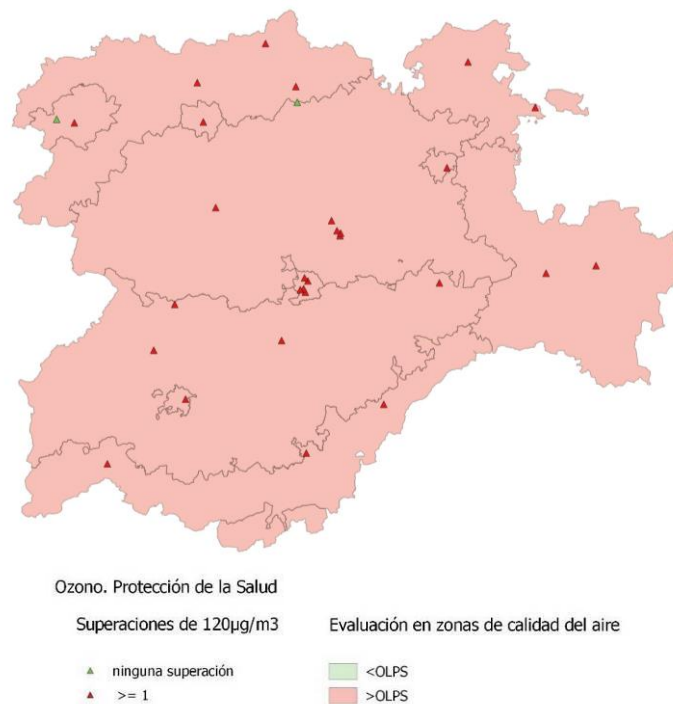 Ozono. Protección de la Salud
Superaciones de 120µg/m3
Evaluación en zonas de calidad del aire
ninguna superación
<OLPS
>= 1
>OLPS